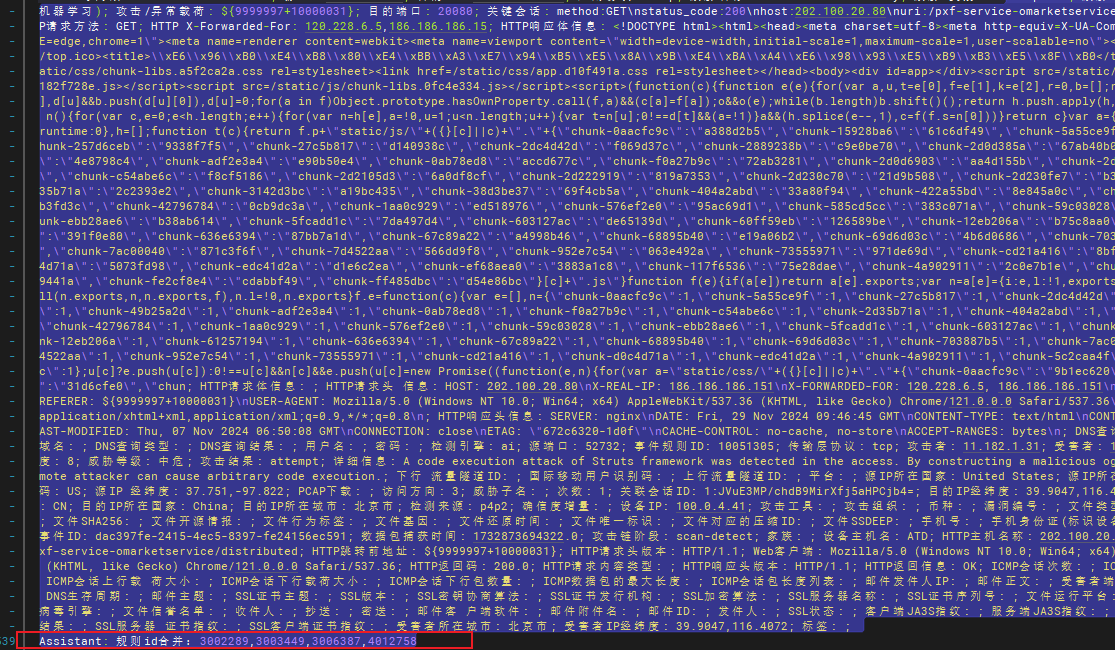 机器学习); 攻击/异常载荷: ${9999997+10000031}; 目的端口: 20080; 关键会话: method:GET\nstatus_code:200\nhost:202.100.20.80\nuri:/pxf-service-omarketservic
P请求方法: GET; HTTP X-Forwarded-For: 120.228.6.5,186.186.186.15; HTTP响应体信息: <!DOCTYPE html><html><head><meta charset=utf-8><meta http-equiv=X-UA-Com
E=edge,chrome=1\"><meta name=renderer content=webkit><meta name=viewport content=\"width=device-width,initial-scale=1,maximum-scale=1,user-scalable=no\"><
/top.ico><title>\\xE6\\x96\\xB0\\xE4\\xB8\\x80\\xE4\\xBB\\xA3\\xE7\\x94\\xB5\\xE5\\x8A\\x9B\\xE4\\xBA\\xA4\\xE6\\x98\\x93\\xE5\\xB9\\xB3\\xE5\\x8F\\xB0</t
atic/css/chunk-libs.a5f2ca2a.css rel=stylesheet><link href=/static/css/app.d10f491a.css rel=stylesheet></head><body><div id=app></div><script src=/static/
182f728e.js></script><script src=/static/js/chunk-libs.0fc4e334.js></script><script>(function(c){function e(e){for(var a,u,t=e[0],f=e[1],k=e[2],r=0,b=[];r
],d[u]&&b.push(d[u][0]),d[u]=0;for(a in f)Object.prototype.hasOwnProperty.call(f,a)&&(c[a]=f[a]);o&&o(e);while(b.length)b.shift()();return h.push.apply(h,
n(){for(var c,e=0;e<h.length;e++){for(var n=h[e],a=!0,u=1;u<n.length;u++){var t=n[u];0!==d[t]&&(a=!1)}a&&(h.splice(e--,1),c=f(f.s=n[0]))}return c}var a={
runtime:0},h=[];function t(c){return f.p+\"static/js/\"+({}[c]||c)+\".\"+{\"chunk-0aacfc9c\":\"a388d2b5\",\"chunk-15928ba6\":\"61c6df49\",\"chunk-5a55ce9f
hunk-257d6ceb\":\"9338f7f5\",\"chunk-27c5b817\":\"d140938c\",\"chunk-2dc4d42d\":\"f069d37c\",\"chunk-2889238b\":\"c9e0be70\",\"chunk-2d0d385a\":\"67ab40b0
\":\"4e8798c4\",\"chunk-adf2e3a4\":\"e90b50e4\",\"chunk-0ab78ed8\":\"accd677c\",\"chunk-f0a27b9c\":\"72ab3281\",\"chunk-2d0d6903\":\"aa4d155b\",\"chunk-2d
\",\"chunk-c54abe6c\":\"f8cf5186\",\"chunk-2d2105d3\":\"6a0df8cf\",\"chunk-2d222919\":\"819a7353\",\"chunk-2d230c70\":\"21d9b508\",\"chunk-2d230fe7\":\"b3
35b71a\":\"2c2393e2\",\"chunk-3142d3bc\":\"a19bc435\",\"chunk-38d3be37\":\"69f4cb5a\",\"chunk-404a2abd\":\"33a80f94\",\"chunk-422a55bd\":\"8e845a0c\",\"ch
b3fd3c\",\"chunk-42796784\":\"0cb9dc3a\",\"chunk-1aa0c929\":\"ed518976\",\"chunk-576ef2e0\":\"95ac69d1\",\"chunk-585cd5cc\":\"383c071a\",\"chunk-59c03028\
unk-ebb28ae6\":\"b38ab614\",\"chunk-5fcadd1c\":\"7da497d4\",\"chunk-603127ac\":\"de65139d\",\"chunk-60ff59eb\":\"126589be\",\"chunk-12eb206a\":\"b75c8aa0\
\"391f0e80\",\"chunk-636e6394\":\"87bb7a1d\",\"chunk-67c89a22\":\"a4998b46\",\"chunk-68895b40\":\"e19a06b2\",\"chunk-69d6d03c\":\"4b6d0686\",\"chunk-703
,\"chunk-7ac00040\":\"871c3f6f\",\"chunk-7d4522aa\":\"566dd9f8\",\"chunk-952e7c54\":\"063e492a\",\"chunk-73555971\":\"971de69d\",\"chunk-cd21a416\":\"8bf
4d71a\":\"5073fd98\",\"chunk-edc41d2a\":\"d1e6c2ea\",\"chunk-ef68aea0\":\"3883a1c8\",\"chunk-117f6536\":\"75e28dae\",\"chunk-4a902911\":\"2c0e7b1e\",\"chu
9441a\",\"chunk-fe2cf8e4\":\"cdabbf49\",\"chunk-ff485dbc\":\"d54e86bc\"}[c]+\".js\"}function f(e){if(a[e])return a[e].exports;var n=a[e]={i:e,l:!1,exports
ll(n.exports,n,n.exports,f),n.l=!0,n.exports}f.e=function(c){var e=[],n={\"chunk-0aacfc9c\":1,\"chunk-5a55ce9f\":1,\"chunk-27c5b817\":1,\"chunk-2dc4d42d\"
:1,\"chunk-49b25a2d\":1,\"chunk-adf2e3a4\":1,\"chunk-0ab78ed8\":1,\"chunk-f0a27b9c\":1,\"chunk-c54abe6c\":1,\"chunk-2d35b71a\":1,\"chunk-404a2abd\":1,\"ch
chunk-42796784\":1,\"chunk-1aa0c929\":1,\"chunk-576ef2e0\":1,\"chunk-59c03028\":1,\"chunk-ebb28ae6\":1,\"chunk-5fcadd1c\":1,\"chunk-603127ac\":1,\"chunk-6
nk-12eb206a\":1,\"chunk-61257194\":1,\"chunk-636e6394\":1,\"chunk-67c89a22\":1,\"chunk-68895b40\":1,\"chunk-69d6d03c\":1,\"chunk-703887b5\":1,\"chunk-7ac0
4522aa\":1,\"chunk-952e7c54\":1,\"chunk-73555971\":1,\"chunk-cd21a416\":1,\"chunk-d0c4d71a\":1,\"chunk-edc41d2a\":1,\"chunk-4a902911\":1,\"chunk-5c2caa4f\
c\":1};u[c]?e.push(u[c]):0!==u[c]&&n[c]&&e.push(u[c]=new Promise((function(e,n){for(var a=\"static/css/\"+({}[c]||c)+\".\"+{\"chunk-0aacfc9c\":\"9b1ec620\
\":\"31d6cfe0\",\"chun; HTTP请求体信息: ; HTTP请求头 信息: HOST: 202.100.20.80\nX-REAL-IP: 186.186.186.151\nX-FORWARDED-FOR: 120.228.6.5, 186.186.186.151\n
REFERER: ${9999997+10000031}\nUSER-AGENT: Mozilla/5.0 (Windows NT 10.0; Win64; x64) AppleWebKit/537.36 (KHTML, like Gecko) Chrome/121.0.0.0 Safari/537.36\
application/xhtml+xml,application/xml;q=0.9,*/*;q=0.8\n; HTTP响应头信息: SERVER: nginx\nDATE: Fri, 29 Nov 2024 09:46:45 GMT\nCONTENT-TYPE: text/html\nCONT
AST-MODIFIED: Thu, 07 Nov 2024 06:50:08 GMT\nCONNECTION: close\nETAG: \"672c6320-1d0f\"\nCACHE-CONTROL: no-cache, no-store\nACCEPT-RANGES: bytes\n; DNS查询
域名: ; DNS查询类型: ; DNS查询结果: ; 用户名: ; 密码: ; 检测引擎: ai; 源端口: 52732; 事件规则ID: 10051305; 传输层协议: tcp; 攻击者: 11.182.1.31; 受害者:
度: 8; 威胁等级: 中危; 攻击结果: attempt; 详细信息: A code execution attack of Struts framework was detected in the access. By constructing a malicious og
mote attacker can cause arbitrary code execution.; 下行 流量隧道ID: ; 国际移动用户识别码: ; 上行流量隧道ID: ; 平台: ; 源IP所在国家: United States; 源IP所在
码: US; 源IP 经纬度: 37.751,-97.822; PCAP下载: ; 访问方向: 3; 威胁子名: ; 次数: 1; 关联会话ID: 1:JVuE3MP/chdB9MirXfj5aHPCjb4=; 目的IP经纬度: 39.9047,116.4
: CN; 目的IP所在国家: China; 目的IP所在城市: 北京市; 检测来源: p4p2; 确信度增量: ; 设备IP: 100.0.4.41; 攻击工具: ; 攻击组织: ; 币种: ; 漏洞编号: ; 文件类型
; 文件SHA256: ; 文件开源情报: ; 文件行为标签: ; 文件基因: ; 文件还原时间: ; 文件唯一标识: ; 文件对应的压缩ID: ; 文件SSDEEP: ; 手机号: ; 手机身份证(标识设备
事件ID: dac397fe-2415-4ec5-8397-fe24156ec591; 数据包捕获时间: 1732873694322.0; 攻击链阶段: scan-detect; 家族: ; 设备主机名: ATD; HTTP主机名称: 202.100.20.
xf-service-omarketservice/distributed; HTTP跳转前地址: ${9999997+10000031}; HTTP请求头版本: HTTP/1.1; Web客户端: Mozilla/5.0 (Windows NT 10.0; Win64; x64)
(KHTML, like Gecko) Chrome/121.0.0.0 Safari/537.36; HTTP返回码: 200.0; HTTP请求内容类型: ; HTTP响应头版本: HTTP/1.1; HTTP返回信息: OK; ICMP会话次数: ; IC
ICMP会话上行载 荷大小: ; ICMP会话下行载荷大小: ; ICMP会话下行包数量: ; ICMP数据包的最大长度: ; ICMP会话包长度列表: ; 邮件发件人IP: ; 邮件正文: ; 受害者端
DNS生存周期: ; 邮件主题: ; SSL证书主题: ; SSL版本: ; SSL密钥协商算法: ; SSL证书发行机构: ; SSL加密算法: ; SSL服务器名称: ; SSL证书序列号: ; 文件运行平台:
病毒引擎: ; 文件信誉名单: ; 收件人: ; 抄送: ; 密送: ; 邮件客 户端软件: ; 邮件附件名: ; 邮件ID: ; 发件人: ; SSL状态: ; 客户端JA3S指纹: ; 服务端JA3S指纹:
结果: ; SSL服务器 证书指纹: ; SSL客户端证书指纹: ; 受害者所在城市: 北京市; 受害者IP经纬度: 39.9047,116.4072; 标签: ;
539 Assistant: 规则id合并: 3002289,3003449,3006387,4012758